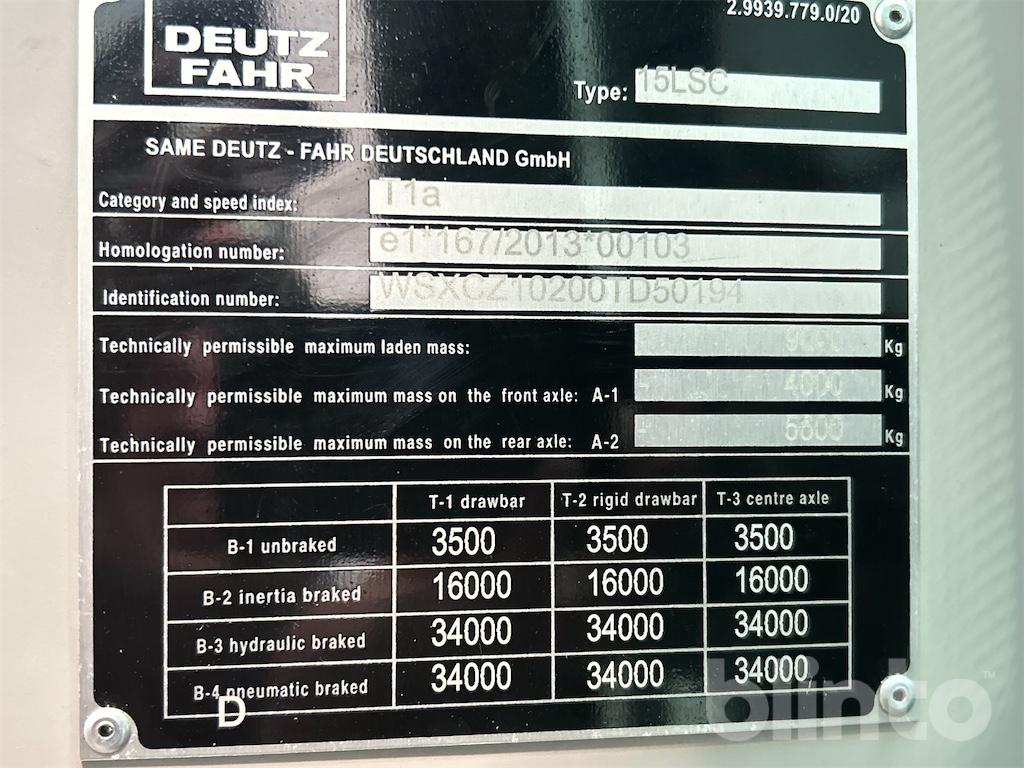 2.9939.779.0/20
DEUTZ
FAHR
Type: 15LSC
SAME DEUTZ - FAHR DEUTSCHLAND GmbH
Category and speed index: T1a
Homologation number: e1*167/2013*00103
Identification number: WSXCZ10200TD50194
Technically permissible maximum laden mass: Kg
Technically permissible maximum mass on the front axle: A-1 - Kg
Technically permissible maximum mass on the rear axle: A-2 - Kg
T-1 drawbar T-2 rigid drawbar T-3 centre axle
B-1 unbraked 3500 3500 3500
B-2 inertia braked 16000 16000 16000
B-3 hydraulic braked 34000 34000 34000
B-4 pneumatic braked 34000 34000 34000
D
blinto™